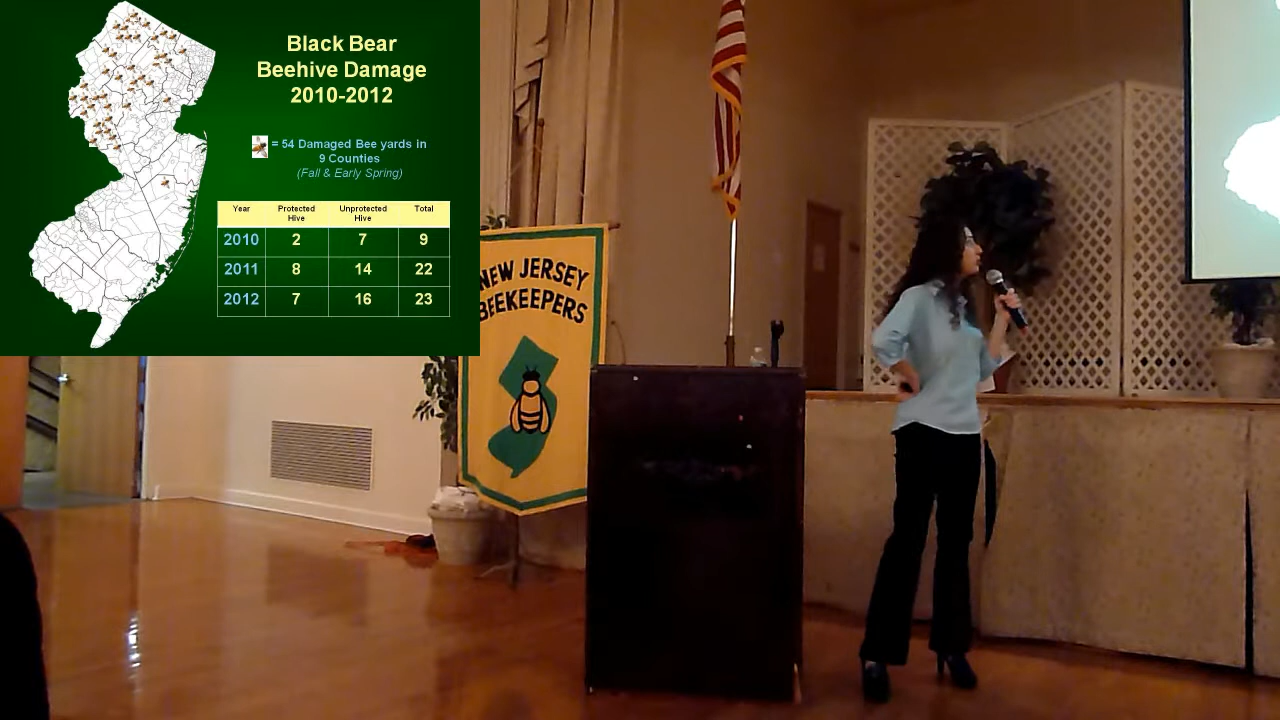 Black Bear
Beehive Damage
2010-2012
= 54 Damaged Bee yards in
9 Counties
(Fall & Early Spring)
Year Protected Hive Unprotected Hive Total
2010 2 7 9
2011 8 14 22
2012 7 16 23
NEW JERSEY
BEEKEEPERS